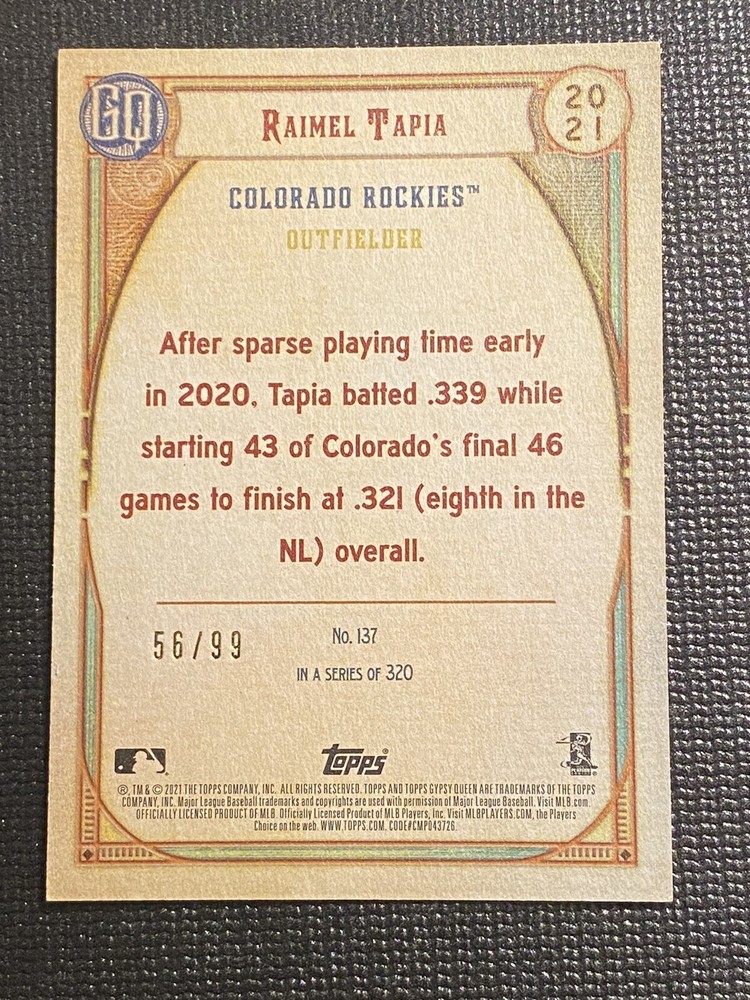 GQ
RAIMEL TAPIA
20
21
COLORADO ROCKIES™
OUTFIELDER
After sparse playing time early
in 2020, Tapia batted .339 while
starting 43 of Colorado's final 46
games to finish at .321 (eighth in the
NL) overall.
56/99
No. 137
IN A SERIES OF 320
topps
®, TM & © 2021 THE TOPPS COMPANY, INC. ALL RIGHTS RESERVED. TOPPS AND TOPPS GYPSY QUEEN ARE TRADEMARKS OF THE TOPPS
COMPANY, INC. Major League Baseball trademarks and copyrights are used with permission of Major League Baseball. Visit MLB.com.
OFFICIALLY LICENSED PRODUCT OF MLB. Officially Licensed Product of MLB Players, Inc. Visit MLBPLAYERS.COM, the Players
Choice on the web. WWW.TOPPS.COM. CODE#CMP043726.